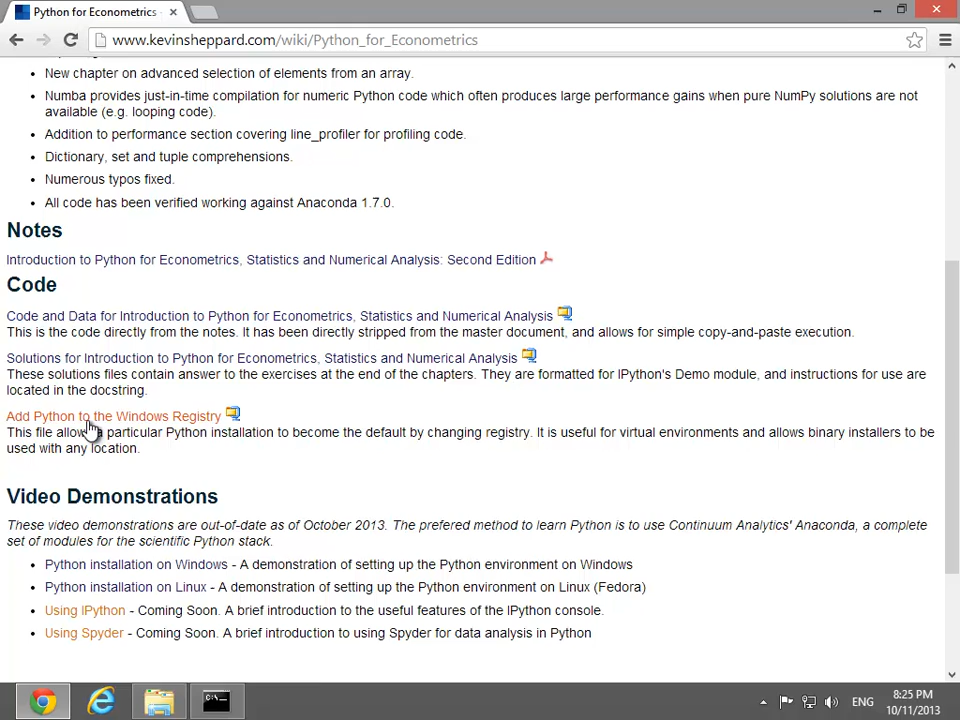 Python for Econometrics
www.kevinsheppard.com/wiki/Python_for_Econometrics
New chapter on advanced selection of elements from an array.
Numba provides just-in-time compilation for numeric Python code which often produces large performance gains when pure NumPy solutions are not
available (e.g. looping code).
Addition to performance section covering line_profiler for profiling code.
Dictionary, set and tuple comprehensions.
Numerous typos fixed.
All code has been verified working against Anaconda 1.7.0.
Notes
Introduction to Python for Econometrics, Statistics and Numerical Analysis: Second Edition
Code
Code and Data for Introduction to Python for Econometrics, Statistics and Numerical Analysis
This is the code directly from the notes. It has been directly stripped from the master document, and allows for simple copy-and-paste execution.
Solutions for Introduction to Python for Econometrics, Statistics and Numerical Analysis
These solutions files contain answer to the exercises at the end of the chapters. They are formatted for IPython's Demo module, and instructions for use are
located in the docstring.
Add Python to the Windows Registry
This file allows a particular Python installation to become the default by changing registry. It is useful for virtual environments and allows binary installers to be
used with any location.
Video Demonstrations
These video demonstrations are out-of-date as of October 2013. The prefered method to learn Python is to use Continuum Analytics' Anaconda, a complete
set of modules for the scientific Python stack.
Python installation on Windows - A demonstration of setting up the Python environment on Windows
Python installation on Linux - A demonstration of setting up the Python environment on Linux (Fedora)
Using IPython - Coming Soon. A brief introduction to the useful features of the IPython console.
Using Spyder - Coming Soon. A brief introduction to using Spyder for data analysis in Python
ENG
8:25 PM
10/11/2013